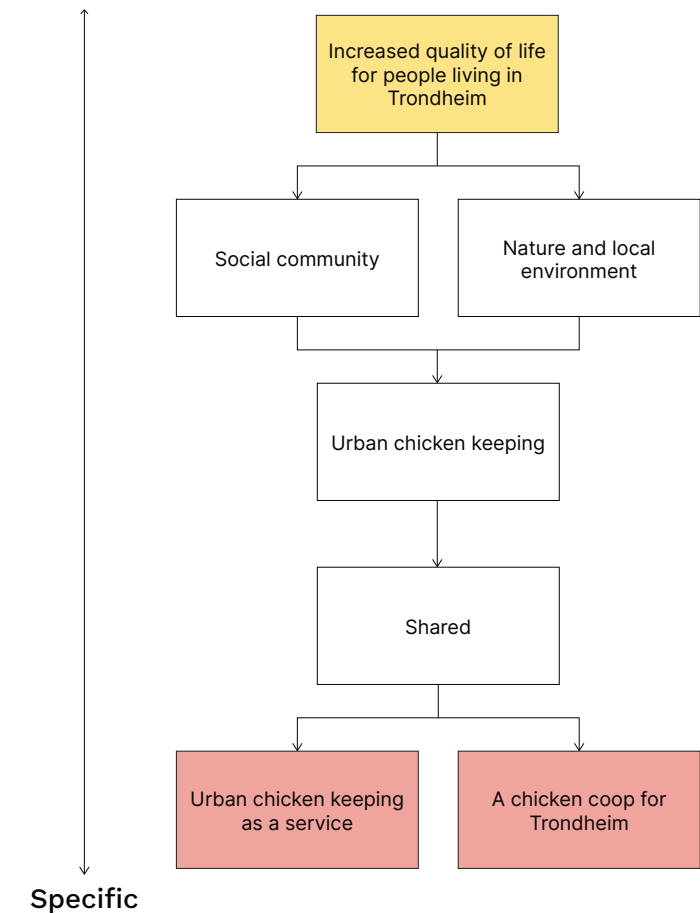 Increased quality of life
for people living in
Trondheim
Social community
Nature and local
environment
Urban chicken keeping
Shared
Urban chicken keeping
as a service
A chicken coop for
Trondheim
Specific